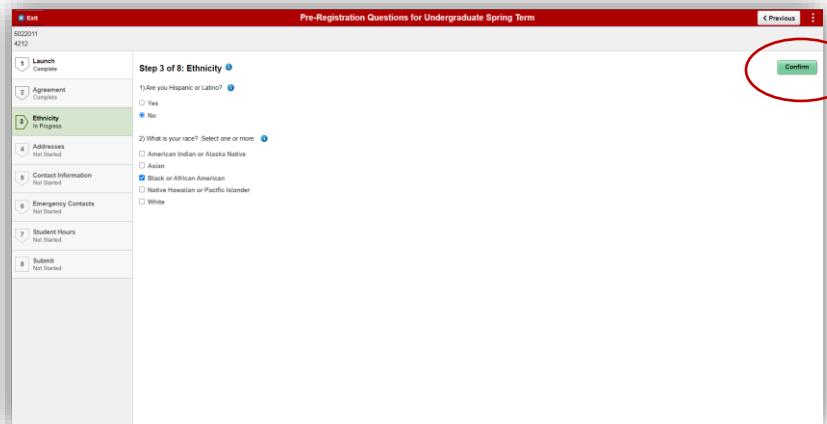 Exit
Pre-Registration Questions for Undergraduate Spring Term
Previous
5022011
4212
1 Launch
Complete
2 Agreement
Complete
3 Ethnicity
In Progress
4 Addresses
Not Started
5 Contact Information
Not Started
6 Emergency Contacts
Not Started
7 Student Hours
Not Started
8 Submit
Not Started
Step 3 of 8: Ethnicity
Confirm
1) Are you Hispanic or Latino?
Yes
No
2) What is your race? Select one or more
American Indian or Alaska Native
Asian
Black or African American
Native Hawaiian or Pacific Islander
White